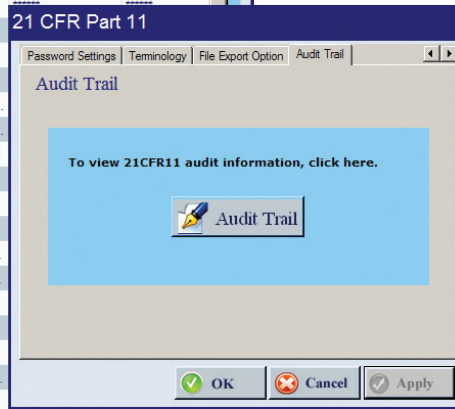 ******
******
21 CFR Part 11
Password Settings
Terminology
File Export Option
Audit Trail
Audit Trail
To view 21CFR11 audit information, click here.
Audit Trail
OK
Cancel
Apply